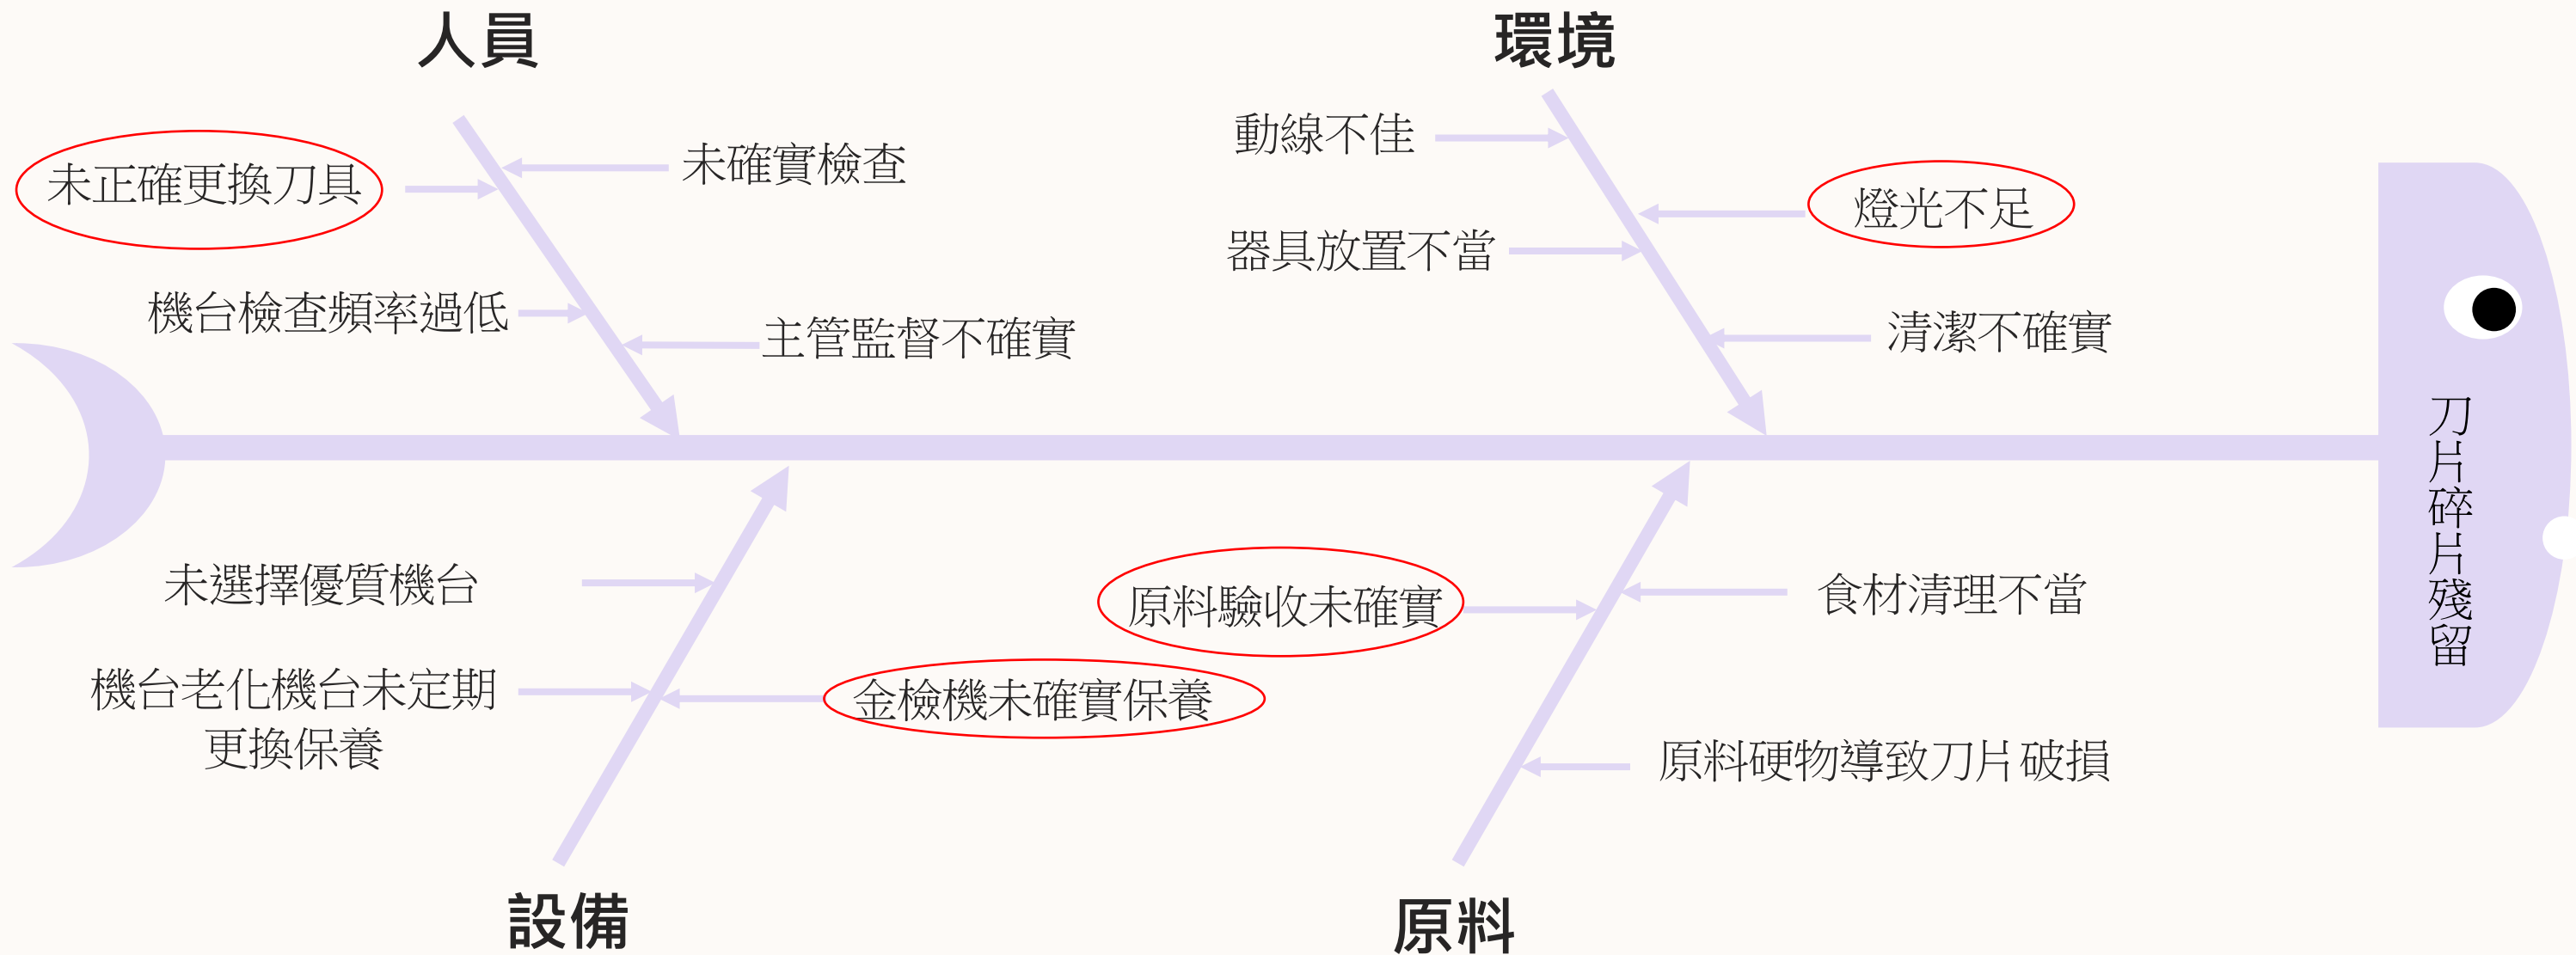 人員
未正確更換刀具
未確實檢查
機台檢查頻率過低
主管監督不確實
環境
動線不佳
燈光不足
器具放置不當
清潔不確實
未選擇優質機台
機台老化機台未定期
更換保養
金檢機未確實保養
設備
原料驗收未確實
食材清理不當
原料硬物導致刀片破損
原料
刀片碎片殘留